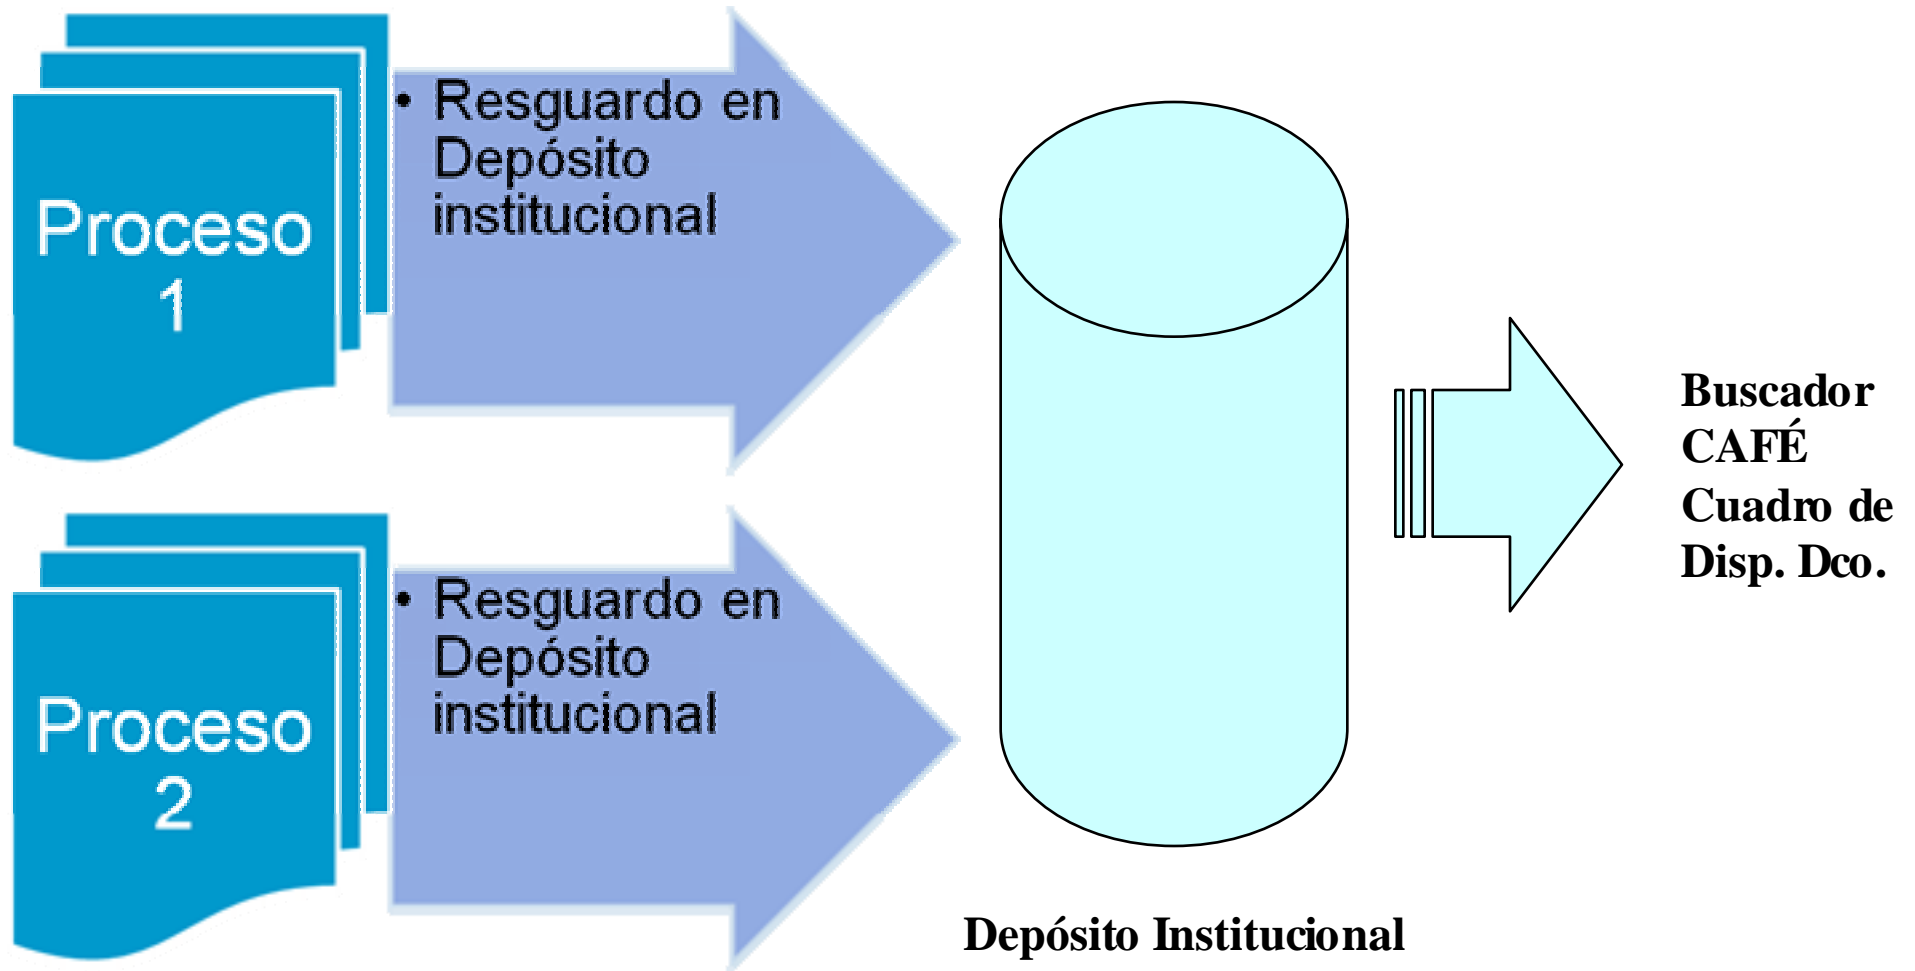 Proceso
1
• Resguardo en
Depósito
institucional
Proceso
2
• Resguardo en
Depósito
institucional
Depósito Institucional
Buscador
CAFÉ
Cuadro de
Disp. Dco.